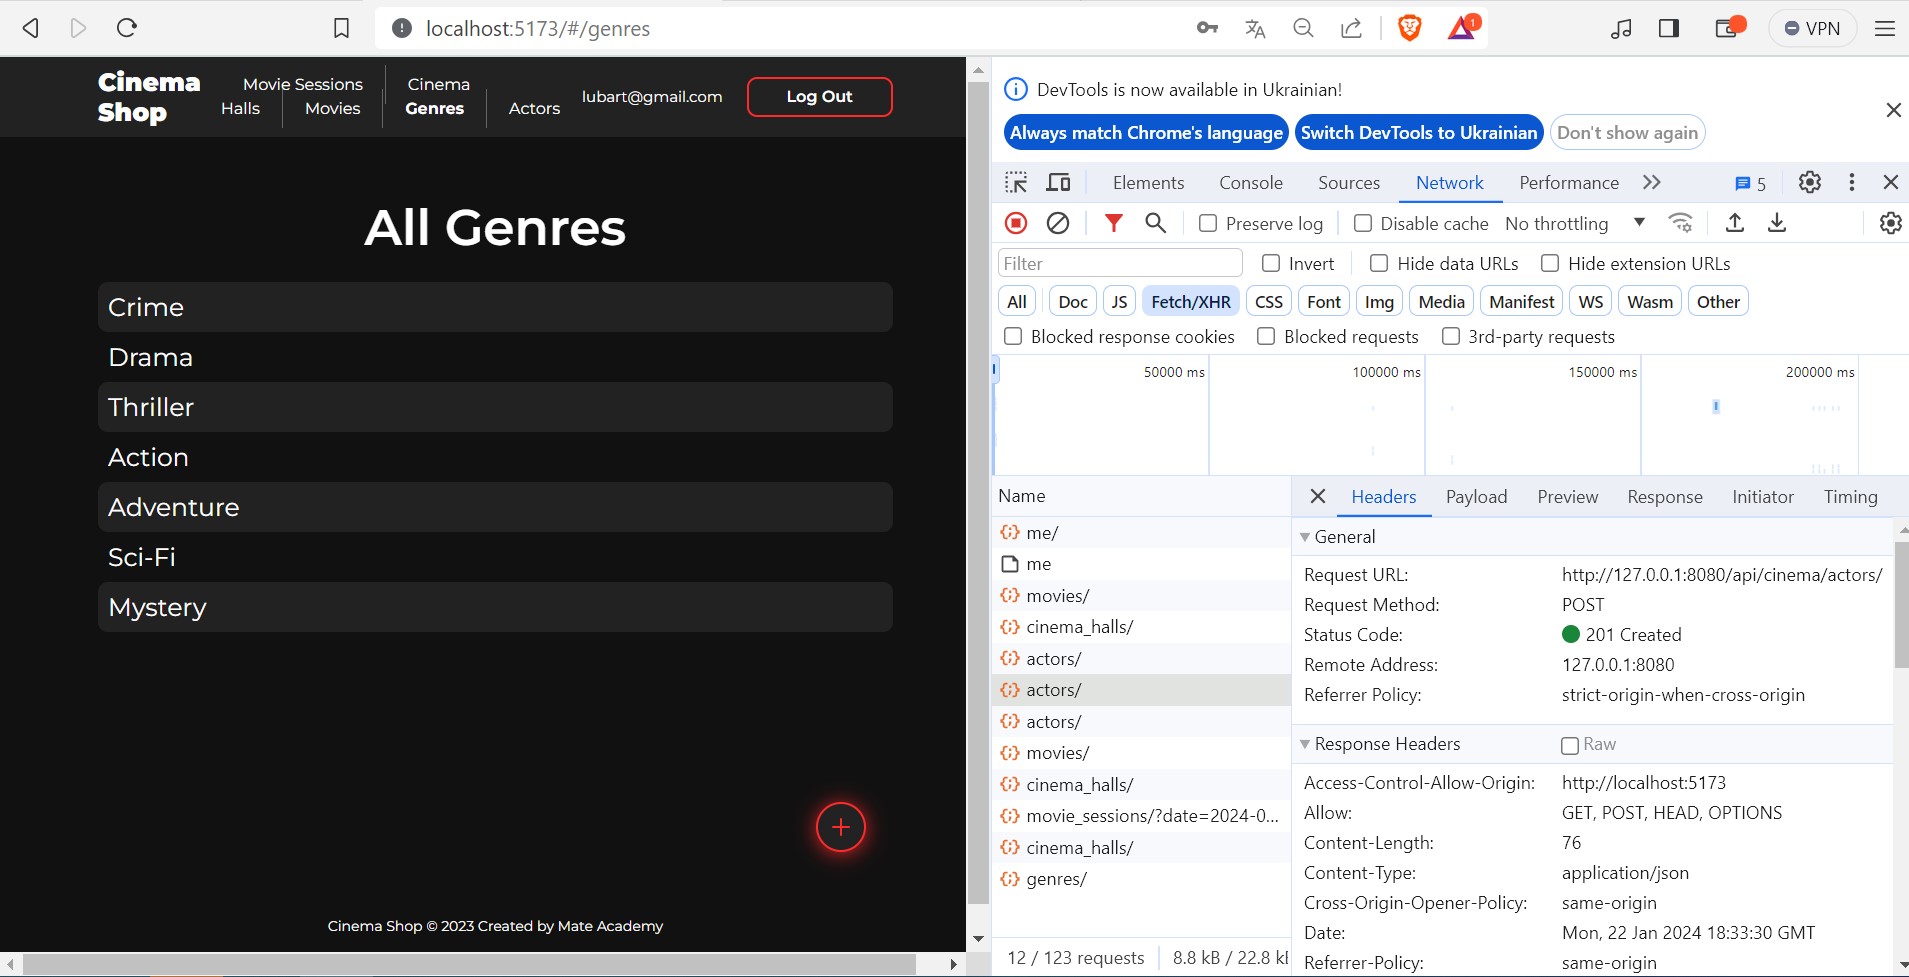 localhost:5173/#/genres
1
VPN
Cinema Shop
Movie Sessions
Cinema Halls
Movies
Genres
Actors
lubart@gmail.com
Log Out
All Genres
Crime
Drama
Thriller
Action
Adventure
Sci-Fi
Mystery
+
Cinema Shop © 2023 Created by Mate Academy
DevTools is now available in Ukrainian!
Always match Chrome's language
Switch DevTools to Ukrainian
Don't show again
Elements Console Sources Network Performance 5
Preserve log Disable cache No throttling
Filter Invert Hide data URLs Hide extension URLs
All Doc JS Fetch/XHR CSS Font Img Media Manifest WS Wasm Other
Blocked response cookies Blocked requests 3rd-party requests
50000 ms 100000 ms 150000 ms 200000 ms
Name
me/
me
movies/
cinema_halls/
actors/
actors/
actors/
movies/
cinema_halls/
movie_sessions/?date=2024-0...
cinema_halls/
genres/
12 / 123 requests 8.8 kB / 22.8 kB
Headers Payload Preview Response Initiator Timing
General
Request URL: http://127.0.0.1:8080/api/cinema/actors/
Request Method: POST
Status Code: 201 Created
Remote Address: 127.0.0.1:8080
Referrer Policy: strict-origin-when-cross-origin
Response Headers Raw
Access-Control-Allow-Origin: http://localhost:5173
Allow: GET, POST, HEAD, OPTIONS
Content-Length: 76
Content-Type: application/json
Cross-Origin-Opener-Policy: same-origin
Date: Mon, 22 Jan 2024 18:33:30 GMT
Referrer-Policy: same-origin